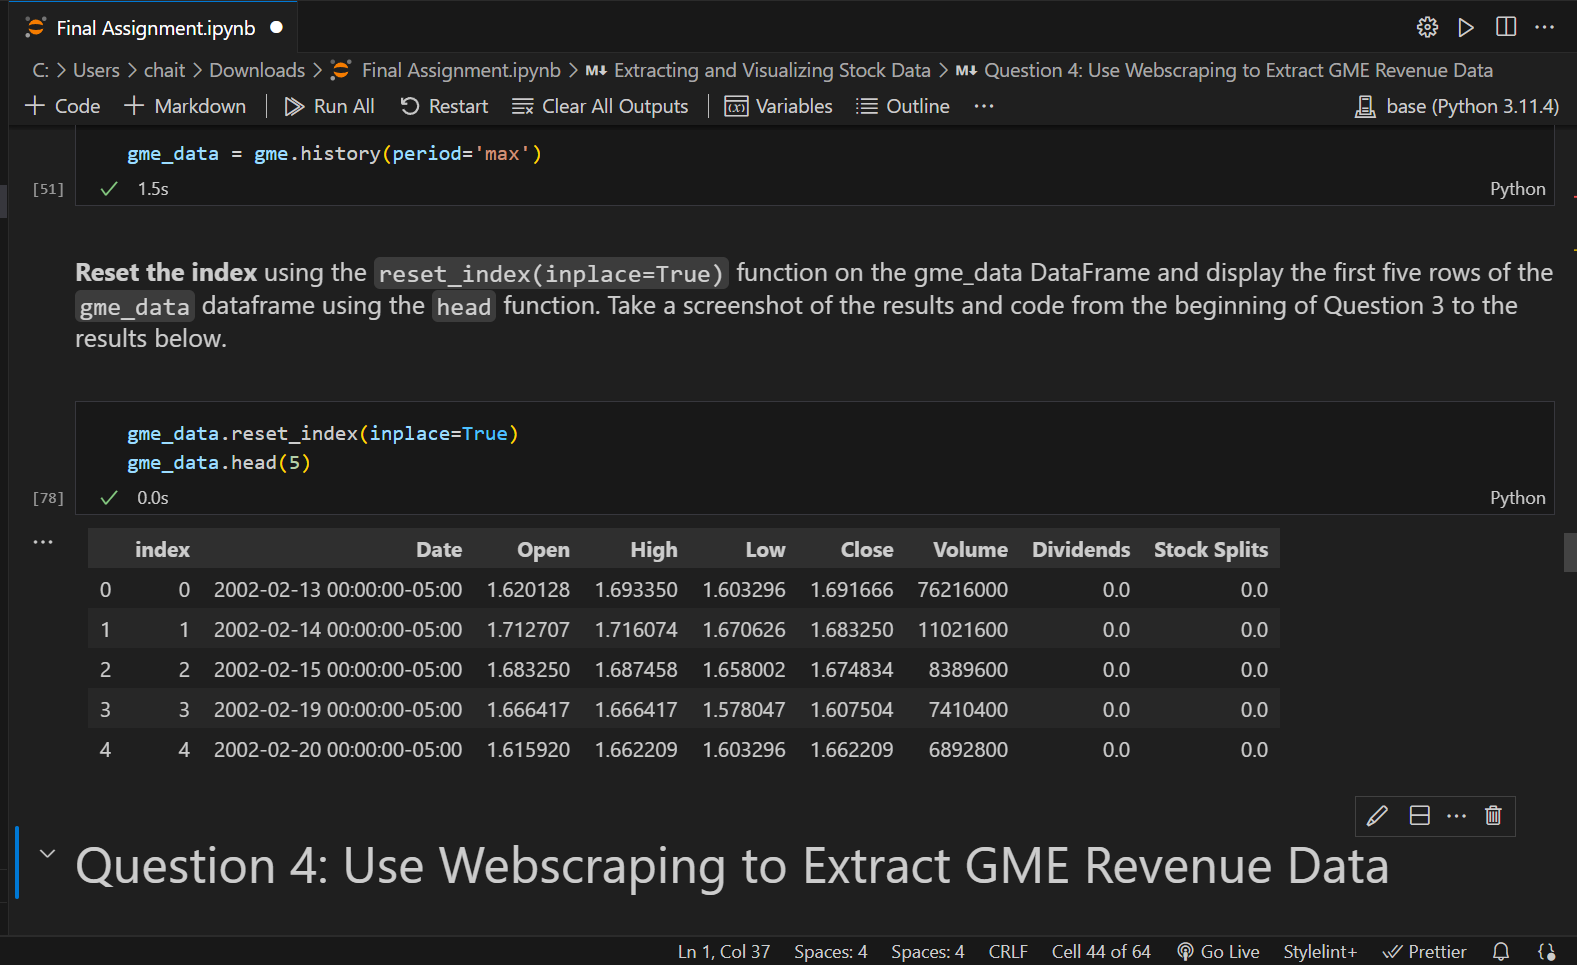 Final Assignment.ipynb
C: > Users > chait > Downloads > Final Assignment.ipynb > M↓ Extracting and Visualizing Stock Data > M↓ Question 4: Use Webscraping to Extract GME Revenue Data
+ Code + Markdown | Run All Restart Clear All Outputs | Variables Outline ··· base (Python 3.11.4)
gme_data = gme.history(period='max')
[51] ✓ 1.5s Python
Reset the index using the reset_index(inplace=True) function on the gme_data DataFrame and display the first five rows of the
gme_data dataframe using the head function. Take a screenshot of the results and code from the beginning of Question 3 to the
results below.
gme_data.reset_index(inplace=True)
gme_data.head(5)
[78] ✓ 0.0s Python
index Date Open High Low Close Volume Dividends Stock Splits
0 0 2002-02-13 00:00:00-05:00 1.620128 1.693350 1.603296 1.691666 76216000 0.0 0.0
1 1 2002-02-14 00:00:00-05:00 1.712707 1.716074 1.670626 1.683250 11021600 0.0 0.0
2 2 2002-02-15 00:00:00-05:00 1.683250 1.687458 1.658002 1.674834 8389600 0.0 0.0
3 3 2002-02-19 00:00:00-05:00 1.666417 1.666417 1.578047 1.607504 7410400 0.0 0.0
4 4 2002-02-20 00:00:00-05:00 1.615920 1.662209 1.603296 1.662209 6892800 0.0 0.0
Question 4: Use Webscraping to Extract GME Revenue Data
Ln 1, Col 37 Spaces: 4 Spaces: 4 CRLF Cell 44 of 64 Go Live Stylelint+ Prettier